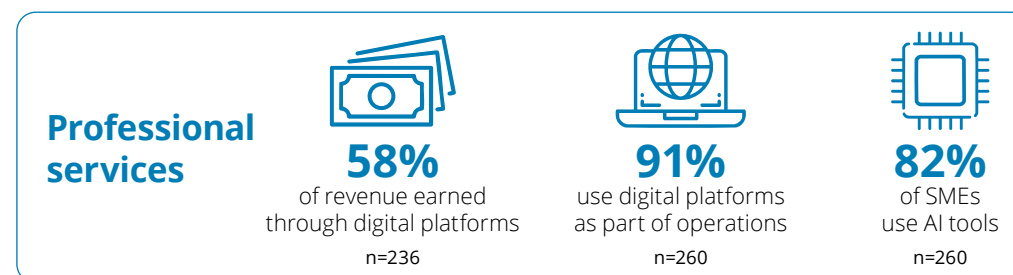 Professional
services
58%
of revenue earned
through digital platforms
n=236
91%
use digital platforms
as part of operations
n=260
82%
of SMEs
use AI tools
n=260